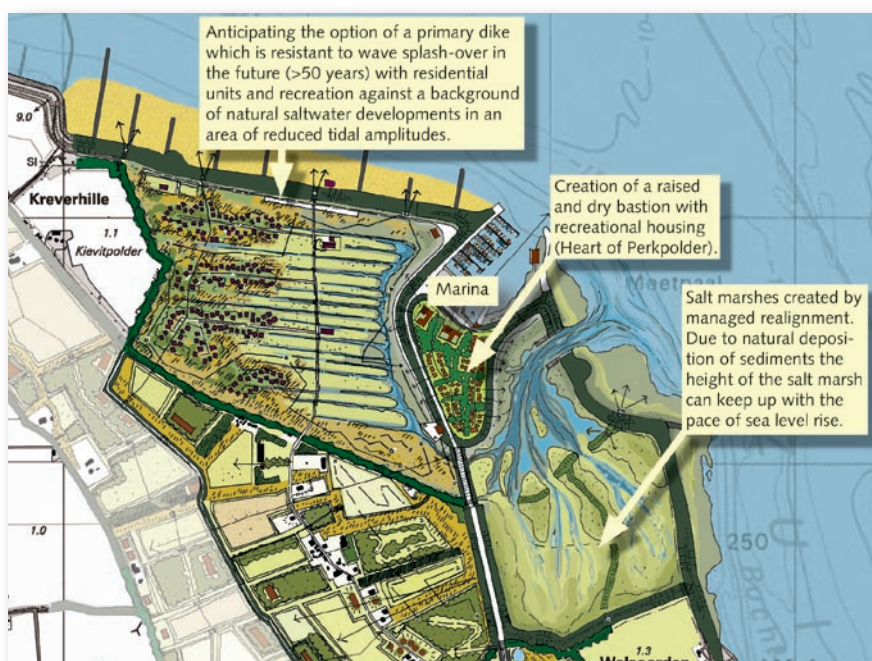 Anticipating the option of a primary dike
which is resistant to wave splash-over in
the future (>50 years) with residential
units and recreation against a background
of natural saltwater developments in an
area of reduced tidal amplitudes.
10
9.0
SI
Kreverhille
1.1
Kievitpolder
Creation of a raised
and dry bastion with
recreational housing
(Heart of Perkpolder).
Meetpaal
Marina
Salt marshes created by
managed realignment.
Due to natural deposi-
tion of sediments the
height of the salt marsh
can keep up with the
pace of sea level rise.
1.0
250
1.3